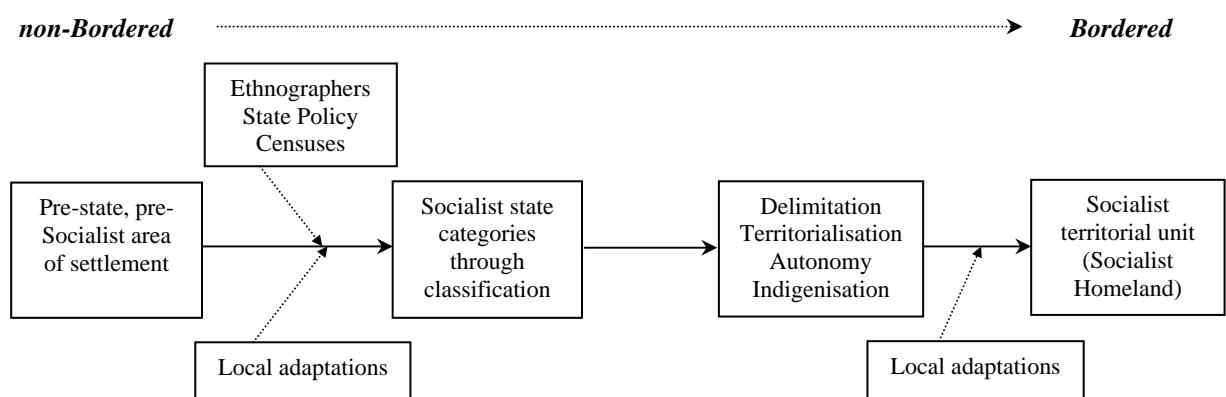 non-Bordered
Bordered
Ethnographers
State Policy
Censuses
Pre-state, pre-
Socialist area
of settlement
Socialist state
categories
through
classification
Delimitation
Territorialisation
Autonomy
Indigenisation
Socialist
territorial unit
(Socialist
Homeland)
Local adaptations
Local adaptations